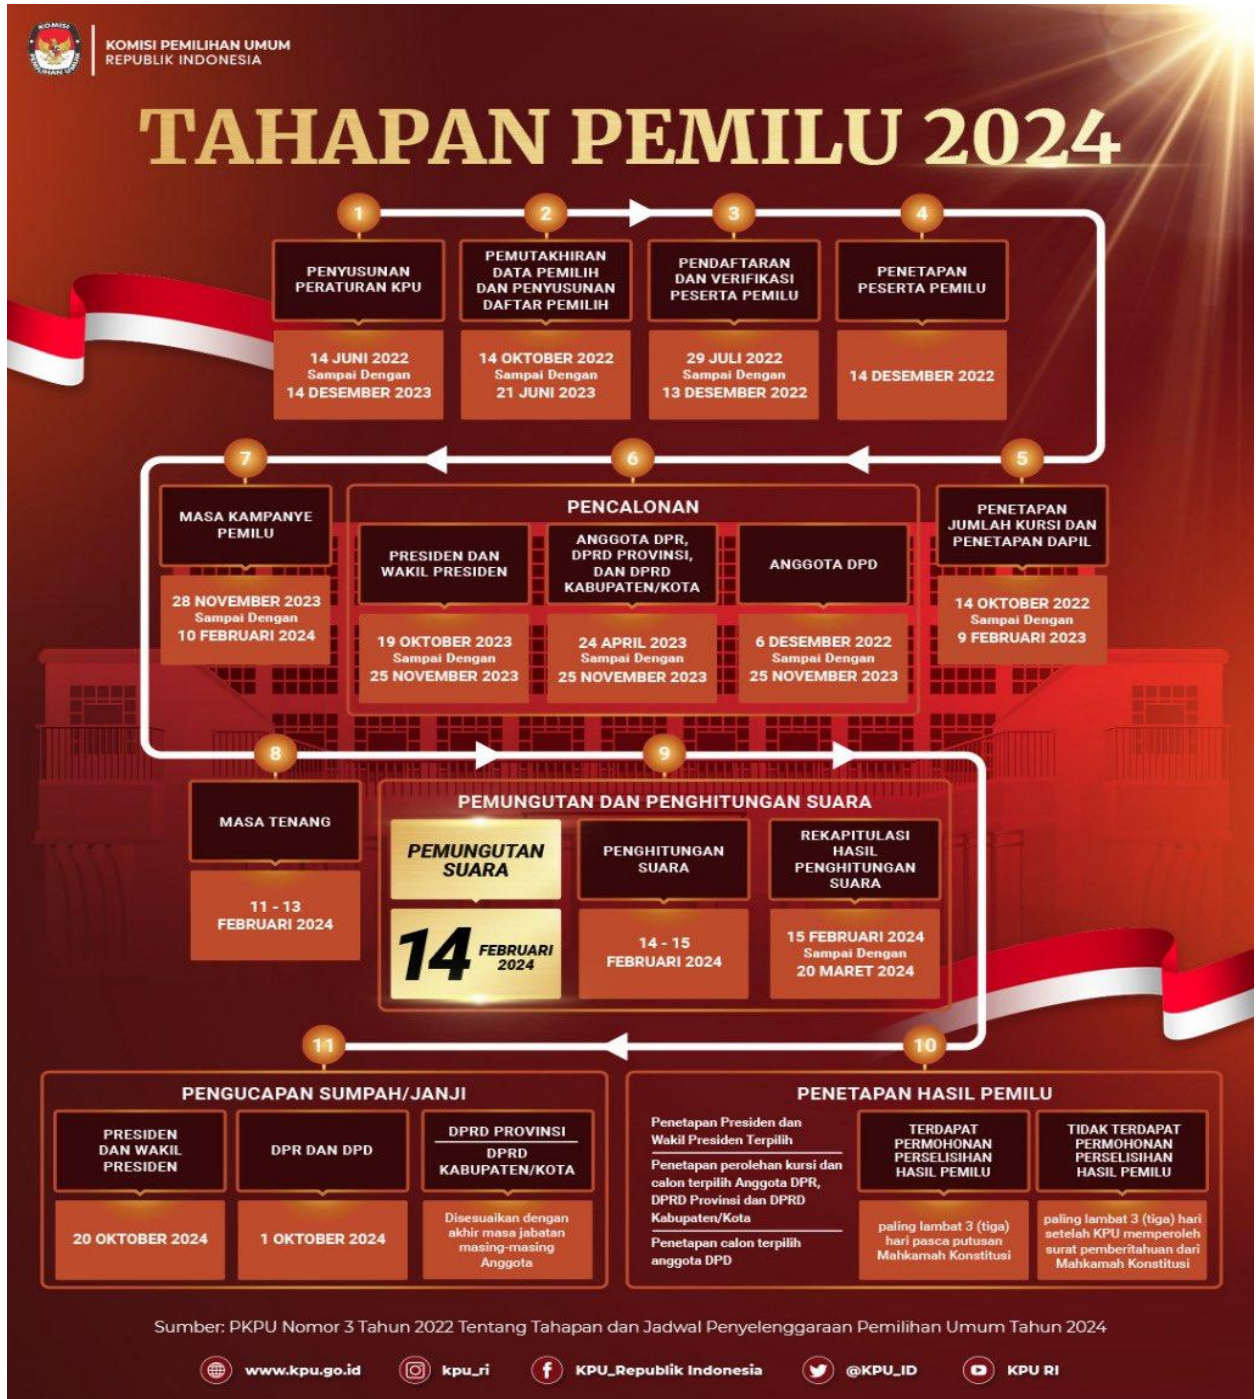 KOMISI PEMILIHAN UMUM
REPUBLIK INDONESIA
TAHAPAN PEMILU 2024
1
PENYUSUNAN
PERATURAN KPU
14 JUNI 2022
Sampai Dengan
14 DESEMBER 2023
2
PEMUTAKHIRAN
DATA PEMILIH
DAN PENYUSUNAN
DAFTAR PEMILIH
14 OKTOBER 2022
Sampai Dengan
21 JUNI 2023
3
PENDAFTARAN
DAN VERIFIKASI
PESERTA PEMILU
29 JULI 2022
Sampai Dengan
13 DESEMBER 2022
4
PENETAPAN
PESERTA PEMILU
14 DESEMBER 2022
5
PENETAPAN
JUMLAH KURSI DAN
PENETAPAN DAPIL
14 OKTOBER 2022
Sampai Dengan
9 FEBRUARI 2023
6
PENCALONAN
PRESIDEN DAN
WAKIL PRESIDEN
19 OKTOBER 2023
Sampai Dengan
25 NOVEMBER 2023
ANGGOTA DPR,
DPRD PROVINSI,
DAN DPRD
KABUPATEN/KOTA
24 APRIL 2023
Sampai Dengan
25 NOVEMBER 2023
ANGGOTA DPD
6 DESEMBER 2022
Sampai Dengan
25 NOVEMBER 2023
7
MASA KAMPANYE
PEMILU
28 NOVEMBER 2023
Sampai Dengan
10 FEBRUARI 2024
8
MASA TENANG
11 - 13
FEBRUARI 2024
9
PEMUNGUTAN DAN PENGHITUNGAN SUARA
PEMUNGUTAN
SUARA
14 FEBRUARI
2024
PENGHITUNGAN
SUARA
14 - 15
FEBRUARI 2024
REKAPITULASI
HASIL
PENGHITUNGAN
SUARA
15 FEBRUARI 2024
Sampai Dengan
20 MARET 2024
10
PENETAPAN HASIL PEMILU
Penetapan Presiden dan
Wakil Presiden Terpilih
Penetapan perolehan kursi dan
calon terpilih Anggota DPR,
DPRD Provinsi dan DPRD
Kabupaten/Kota
Penetapan calon terpilih
anggota DPD
TERDAPAT
PERMOHONAN
PERSELISIHAN
HASIL PEMILU
paling lambat 3 (tiga)
hari pasca putusan
Mahkamah Konstitusi
TIDAK TERDAPAT
PERMOHONAN
PERSELISIHAN
HASIL PEMILU
paling lambat 3 (tiga) hari
setelah KPU memperoleh
surat pemberitahuan dari
Mahkamah Konstitusi
11
PENGUCAPAN SUMPAH/JANJI
PRESIDEN
DAN WAKIL
PRESIDEN
20 OKTOBER 2024
DPR DAN DPD
1 OKTOBER 2024
DPRD PROVINSI
DPRD
KABUPATEN/KOTA
Disesuaikan dengan
akhir masa jabatan
masing-masing
Anggota
Sumber: PKPU Nomor 3 Tahun 2022 Tentang Tahapan dan Jadwal Penyelenggaraan Pemilihan Umum Tahun 2024
www.kpu.go.id
kpu_ri
KPU_Republik Indonesia
@KPU_ID
KPU RI
KOMISI
PEMILIHAN UMUM